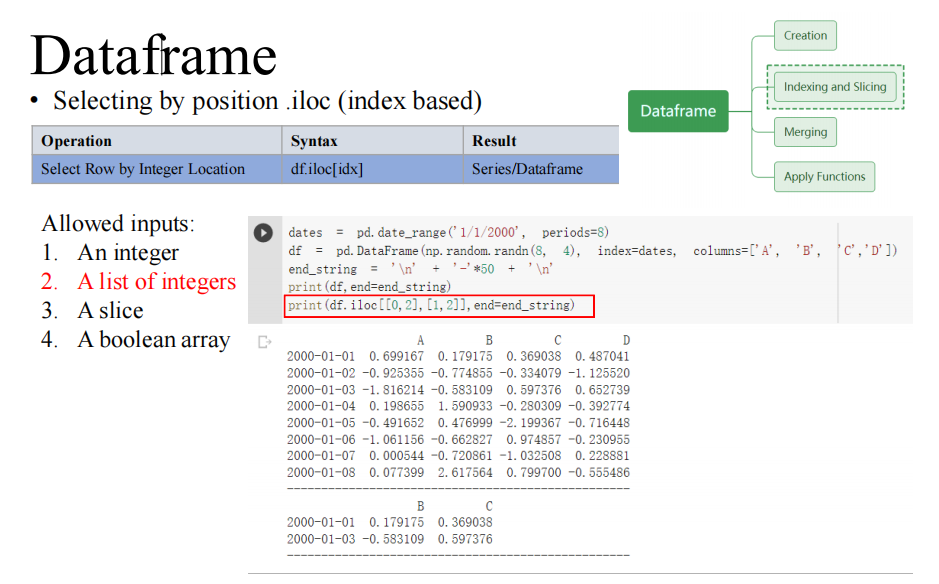 Dataframe
• Selecting by position .iloc (index based)
Operation Syntax Result
Select Row by Integer Location df.iloc[idx] Series/Dataframe
Dataframe
Creation
Indexing and Slicing
Merging
Apply Functions
Allowed inputs:
1. An integer
2. A list of integers
3. A slice
4. A boolean array
dates = pd.date_range('1/1/2000', periods=8)
df = pd.DataFrame(np.random.randn(8, 4), index=dates, columns=['A', 'B', 'C','D'])
end_string = '\n' + '-'*50 + '\n'
print(df,end=end_string)
print(df.iloc[[0,2],[1,2]],end=end_string)
A B C D
2000-01-01 0.699167 0.179175 0.369038 0.487041
2000-01-02 -0.925355 -0.774855 -0.334079 -1.125520
2000-01-03 -1.816214 -0.583109 0.597376 0.652739
2000-01-04 0.198655 1.590933 -0.280309 -0.392774
2000-01-05 -0.491652 0.476999 -2.199367 -0.716448
2000-01-06 -1.061156 -0.662827 0.974857 -0.230955
2000-01-07 0.000544 -0.720861 -1.032508 0.228881
2000-01-08 0.077399 2.617564 0.799700 -0.555486
--------------------------------------------------
B C
2000-01-01 0.179175 0.369038
2000-01-03 -0.583109 0.597376
--------------------------------------------------